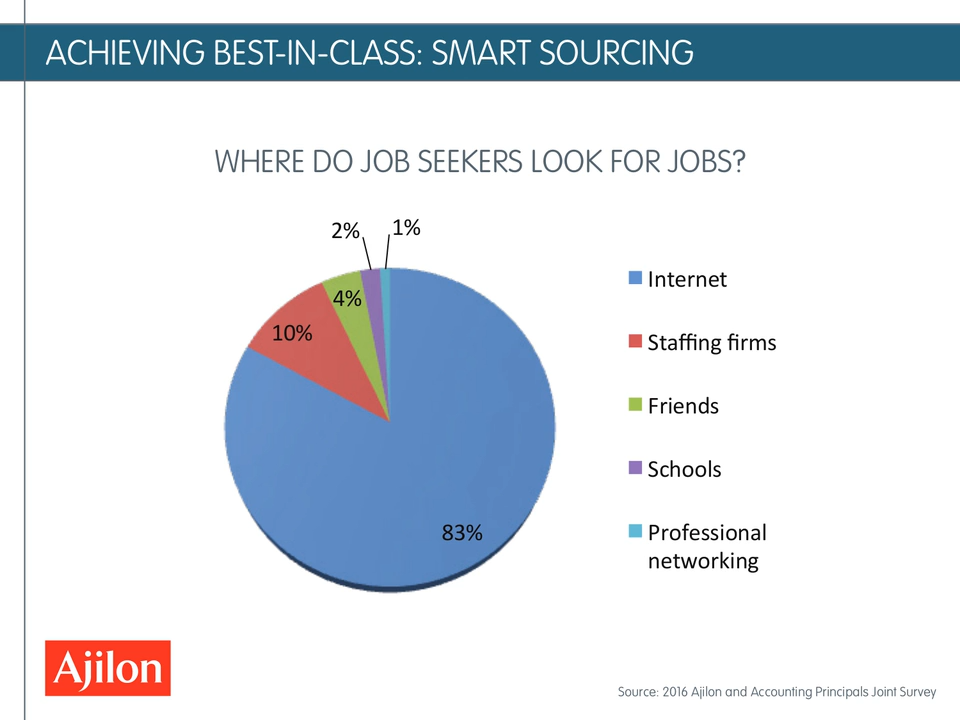 ACHIEVING BEST-IN-CLASS: SMART SOURCING
WHERE DO JOB SEEKERS LOOK FOR JOBS?
2%
1%
4%
10%
83%
Internet
Staffing firms
Friends
Schools
Professional
networking
Ajilon
Source: 2016 Ajilon and Accounting Principals Joint Survey